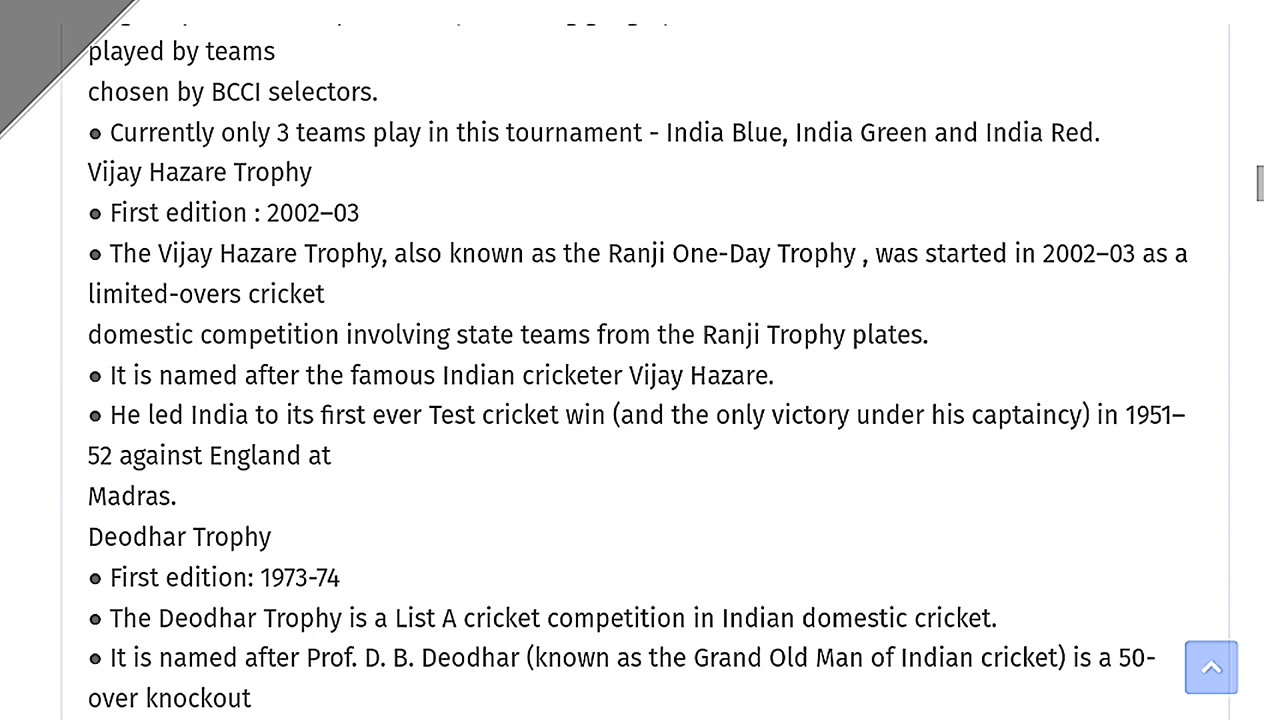 played by teams
chosen by BCCI selectors.
● Currently only 3 teams play in this tournament - India Blue, India Green and India Red.
Vijay Hazare Trophy
● First edition : 2002–03
● The Vijay Hazare Trophy, also known as the Ranji One-Day Trophy , was started in 2002–03 as a
limited-overs cricket
domestic competition involving state teams from the Ranji Trophy plates.
● It is named after the famous Indian cricketer Vijay Hazare.
● He led India to its first ever Test cricket win (and the only victory under his captaincy) in 1951–
52 against England at
Madras.
Deodhar Trophy
● First edition: 1973-74
● The Deodhar Trophy is a List A cricket competition in Indian domestic cricket.
● It is named after Prof. D. B. Deodhar (known as the Grand Old Man of Indian cricket) is a 50-
over knockout